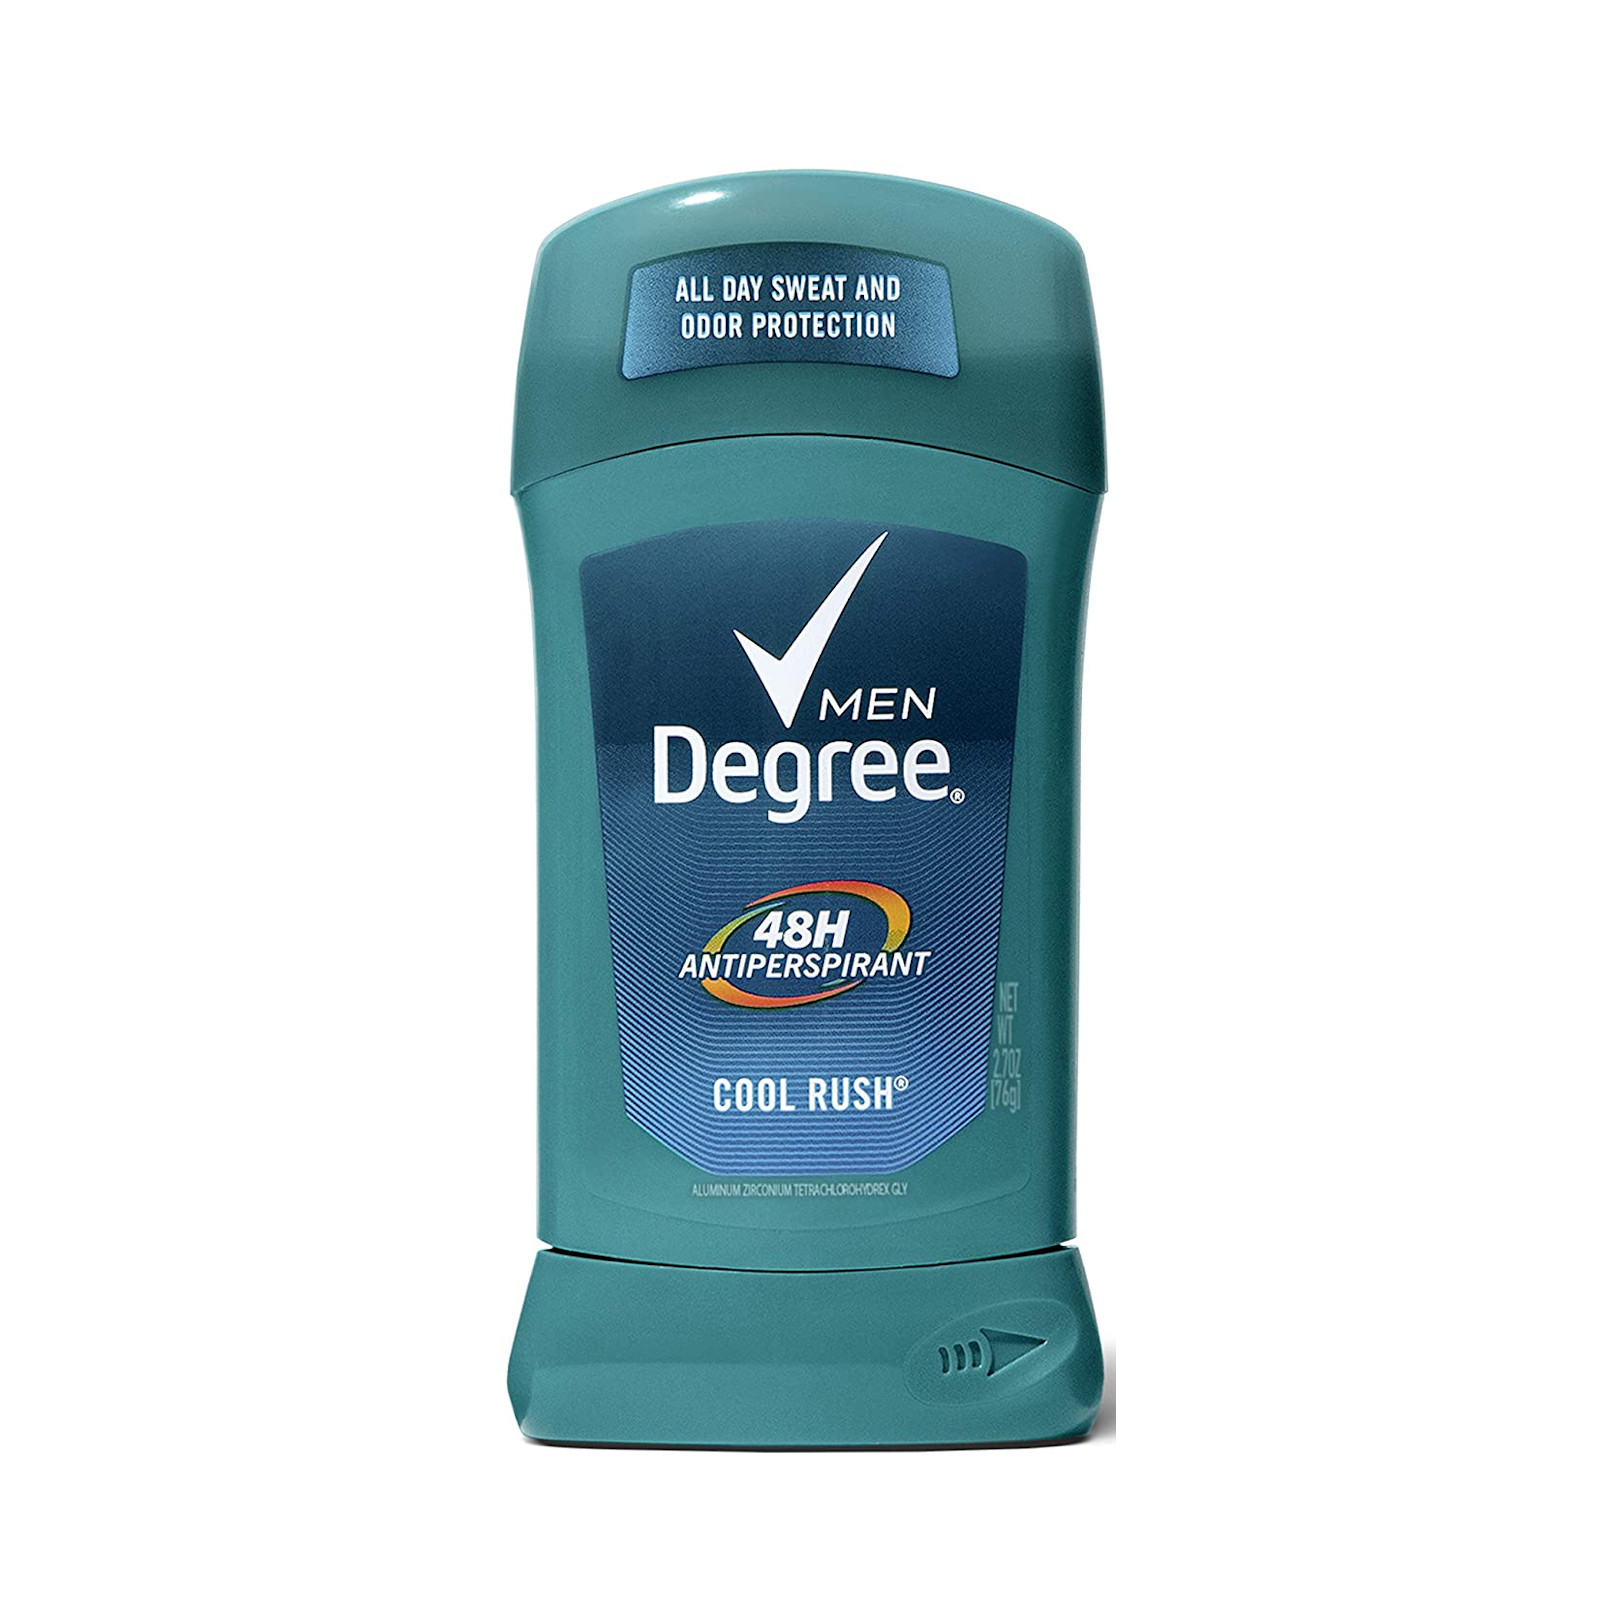 ALL DAY SWEAT AND
ODOR PROTECTION
MEN
Degree®
48H
ANTIPERSPIRANT
COOL RUSH®
NET
WT
2.7OZ
(76g)
ALUMINUM ZIRCONIUM TETRACHLOROHYDREX GLY